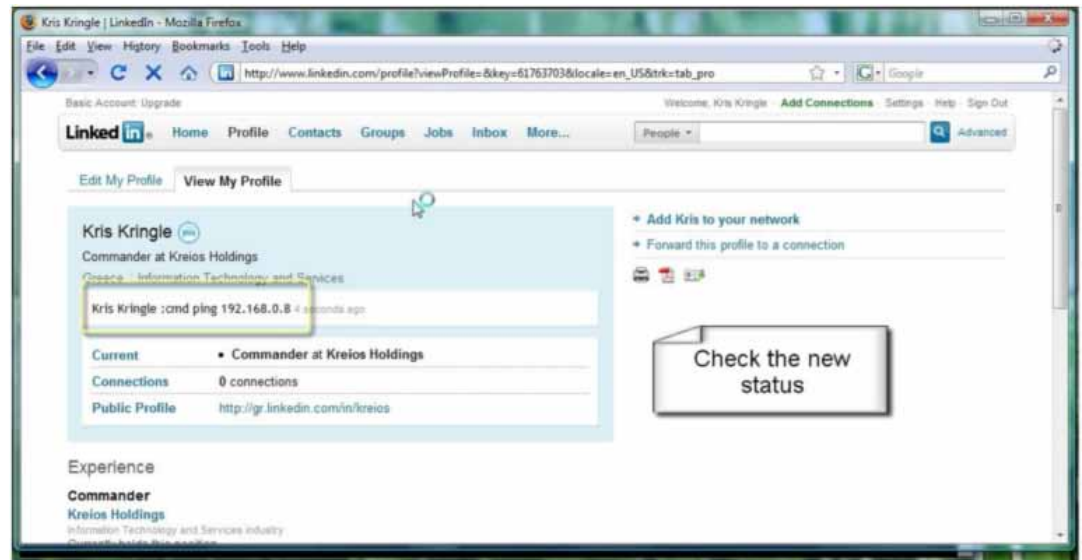 Kris Kringle | LinkedIn - Mozilla Firefox
File Edit View History Bookmarks Tools Help
http://www.linkedin.com/profile?viewProfile=&key=61763703&locale=en_US&trk=tab_pro
Google
Basic Account: Upgrade
Welcome, Kris Kringle Add Connections Settings Help Sign Out
Linked in Home Profile Contacts Groups Jobs Inbox More...
People
Advanced
Edit My Profile View My Profile
Kris Kringle you
Commander at Kreios Holdings
Greece : Information Technology and Services
Kris Kringle :cmd ping 192.168.0.8 4 seconds ago
Current • Commander at Kreios Holdings
Connections 0 connections
Public Profile http://gr.linkedin.com/in/kreios
Add Kris to your network
Forward this profile to a connection
Check the new
status
Experience
Commander
Kreios Holdings
Information Technology and Services industry
Currently holds this position